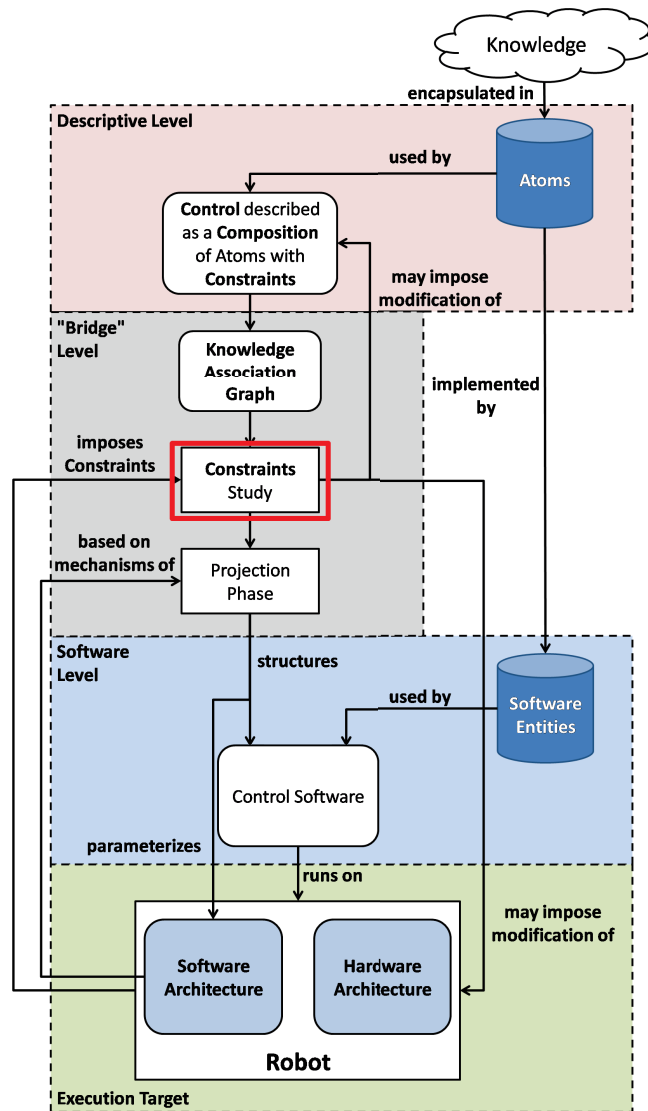 Knowledge
encapsulated in
Descriptive Level
used by
Atoms
Control described
as a Composition
of Atoms with
Constraints
may impose
modification of
"Bridge"
Level
Knowledge
Association
Graph
implemented
by
imposes
Constraints
Constraints
Study
based on
mechanisms of
Projection
Phase
Software
Level
structures
used by
Software
Entities
Control Software
parameterizes
runs on
may impose
modification of
Software
Architecture
Hardware
Architecture
Robot
Execution Target